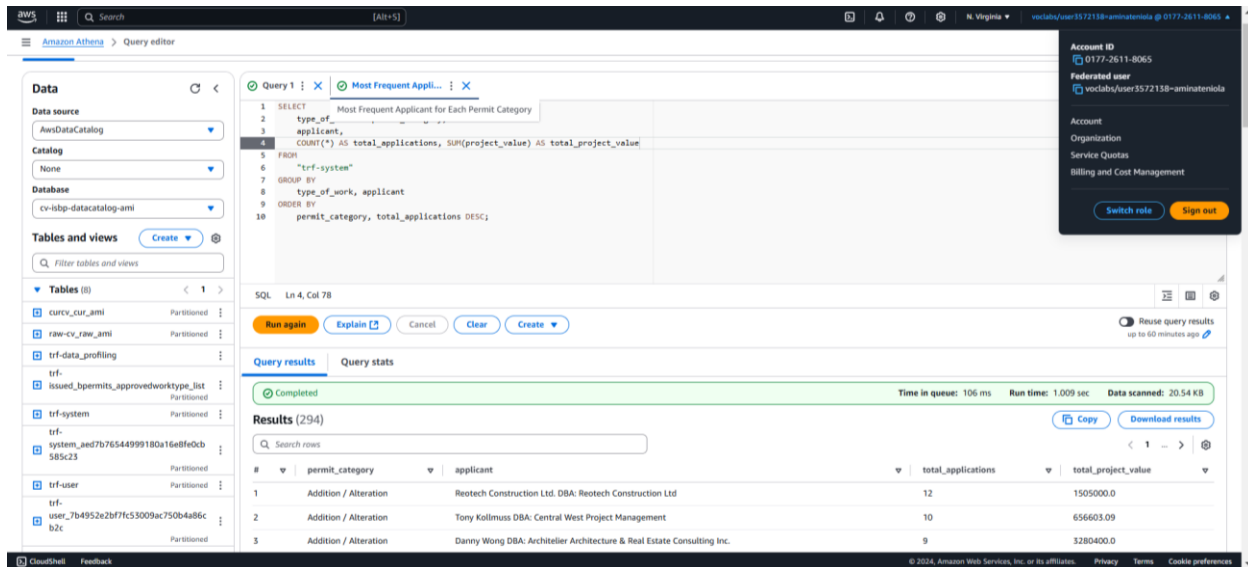 aws
Search [Alt+S]
N. Virginia
voclabs/user3572138=aminateniola @ 0177-2611-8065
Amazon Athena > Query editor
Account ID
0177-2611-8065
Federated user
voclabs/user3572138=aminateniola
Account
Organization
Service Quotas
Billing and Cost Management
Switch role
Sign out
Data
Data source
AwsDataCatalog
Catalog
None
Database
cv-isbp-datacatalog-ami
Tables and views
Create
Filter tables and views
Tables (8)
< 1 >
curcv_cur_ami Partitioned
raw-cv_raw_ami Partitioned
trf-data_profiling
trf-
issued_bpermits_approvedworktype_list
Partitioned
trf-system Partitioned
trf-
system_aed7b76544999180a16e8fe0cb
585c23
Partitioned
trf-user Partitioned
trf-
user_7b4952e2bf7fc53009ac750b4a86c
b2c
Partitioned
Query 1
Most Frequent Appli...
Most Frequent Applicant for Each Permit Category
1 SELECT
2 type_of_
3 applicant,
4 COUNT(*) AS total_applications, SUM(project_value) AS total_project_value
5 FROM
6 "trf-system"
7 GROUP BY
8 type_of_work, applicant
9 ORDER BY
10 permit_category, total_applications DESC;
SQL Ln 4, Col 78
Run again
Explain
Cancel
Clear
Create
Reuse query results
up to 60 minutes ago
Query results
Query stats
Completed
Time in queue: 106 ms Run time: 1.009 sec Data scanned: 20.54 KB
Results (294)
Copy
Download results
Search rows
< 1 ... >
# permit_category applicant total_applications total_project_value
1 Addition / Alteration Reotech Construction Ltd. DBA: Reotech Construction Ltd 12 1505000.0
2 Addition / Alteration Tony Kollmuss DBA: Central West Project Management 10 656603.09
3 Addition / Alteration Danny Wong DBA: Architelier Architecture & Real Estate Consulting Inc. 9 3280400.0
CloudShell Feedback
© 2024, Amazon Web Services, Inc. or its affiliates. Privacy Terms Cookie preferences